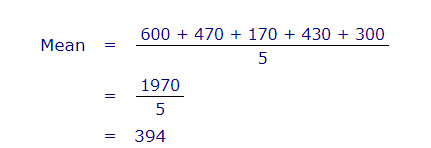 Mean = 600 + 470 + 170 + 430 + 300
5
= 1970
5
= 394